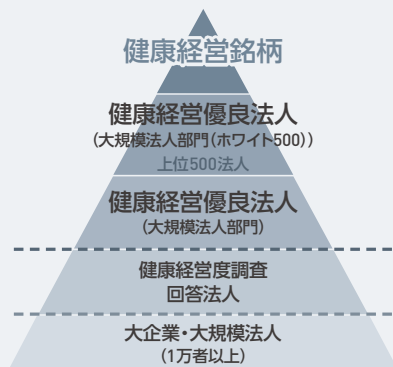 健康経営銘柄
健康経営優良法人
(大規模法人部門(ホワイト500))
上位500法人
健康経営優良法人
(大規模法人部門)
健康経営度調査
回答法人
大企業・大規模法人
(1万者以上)